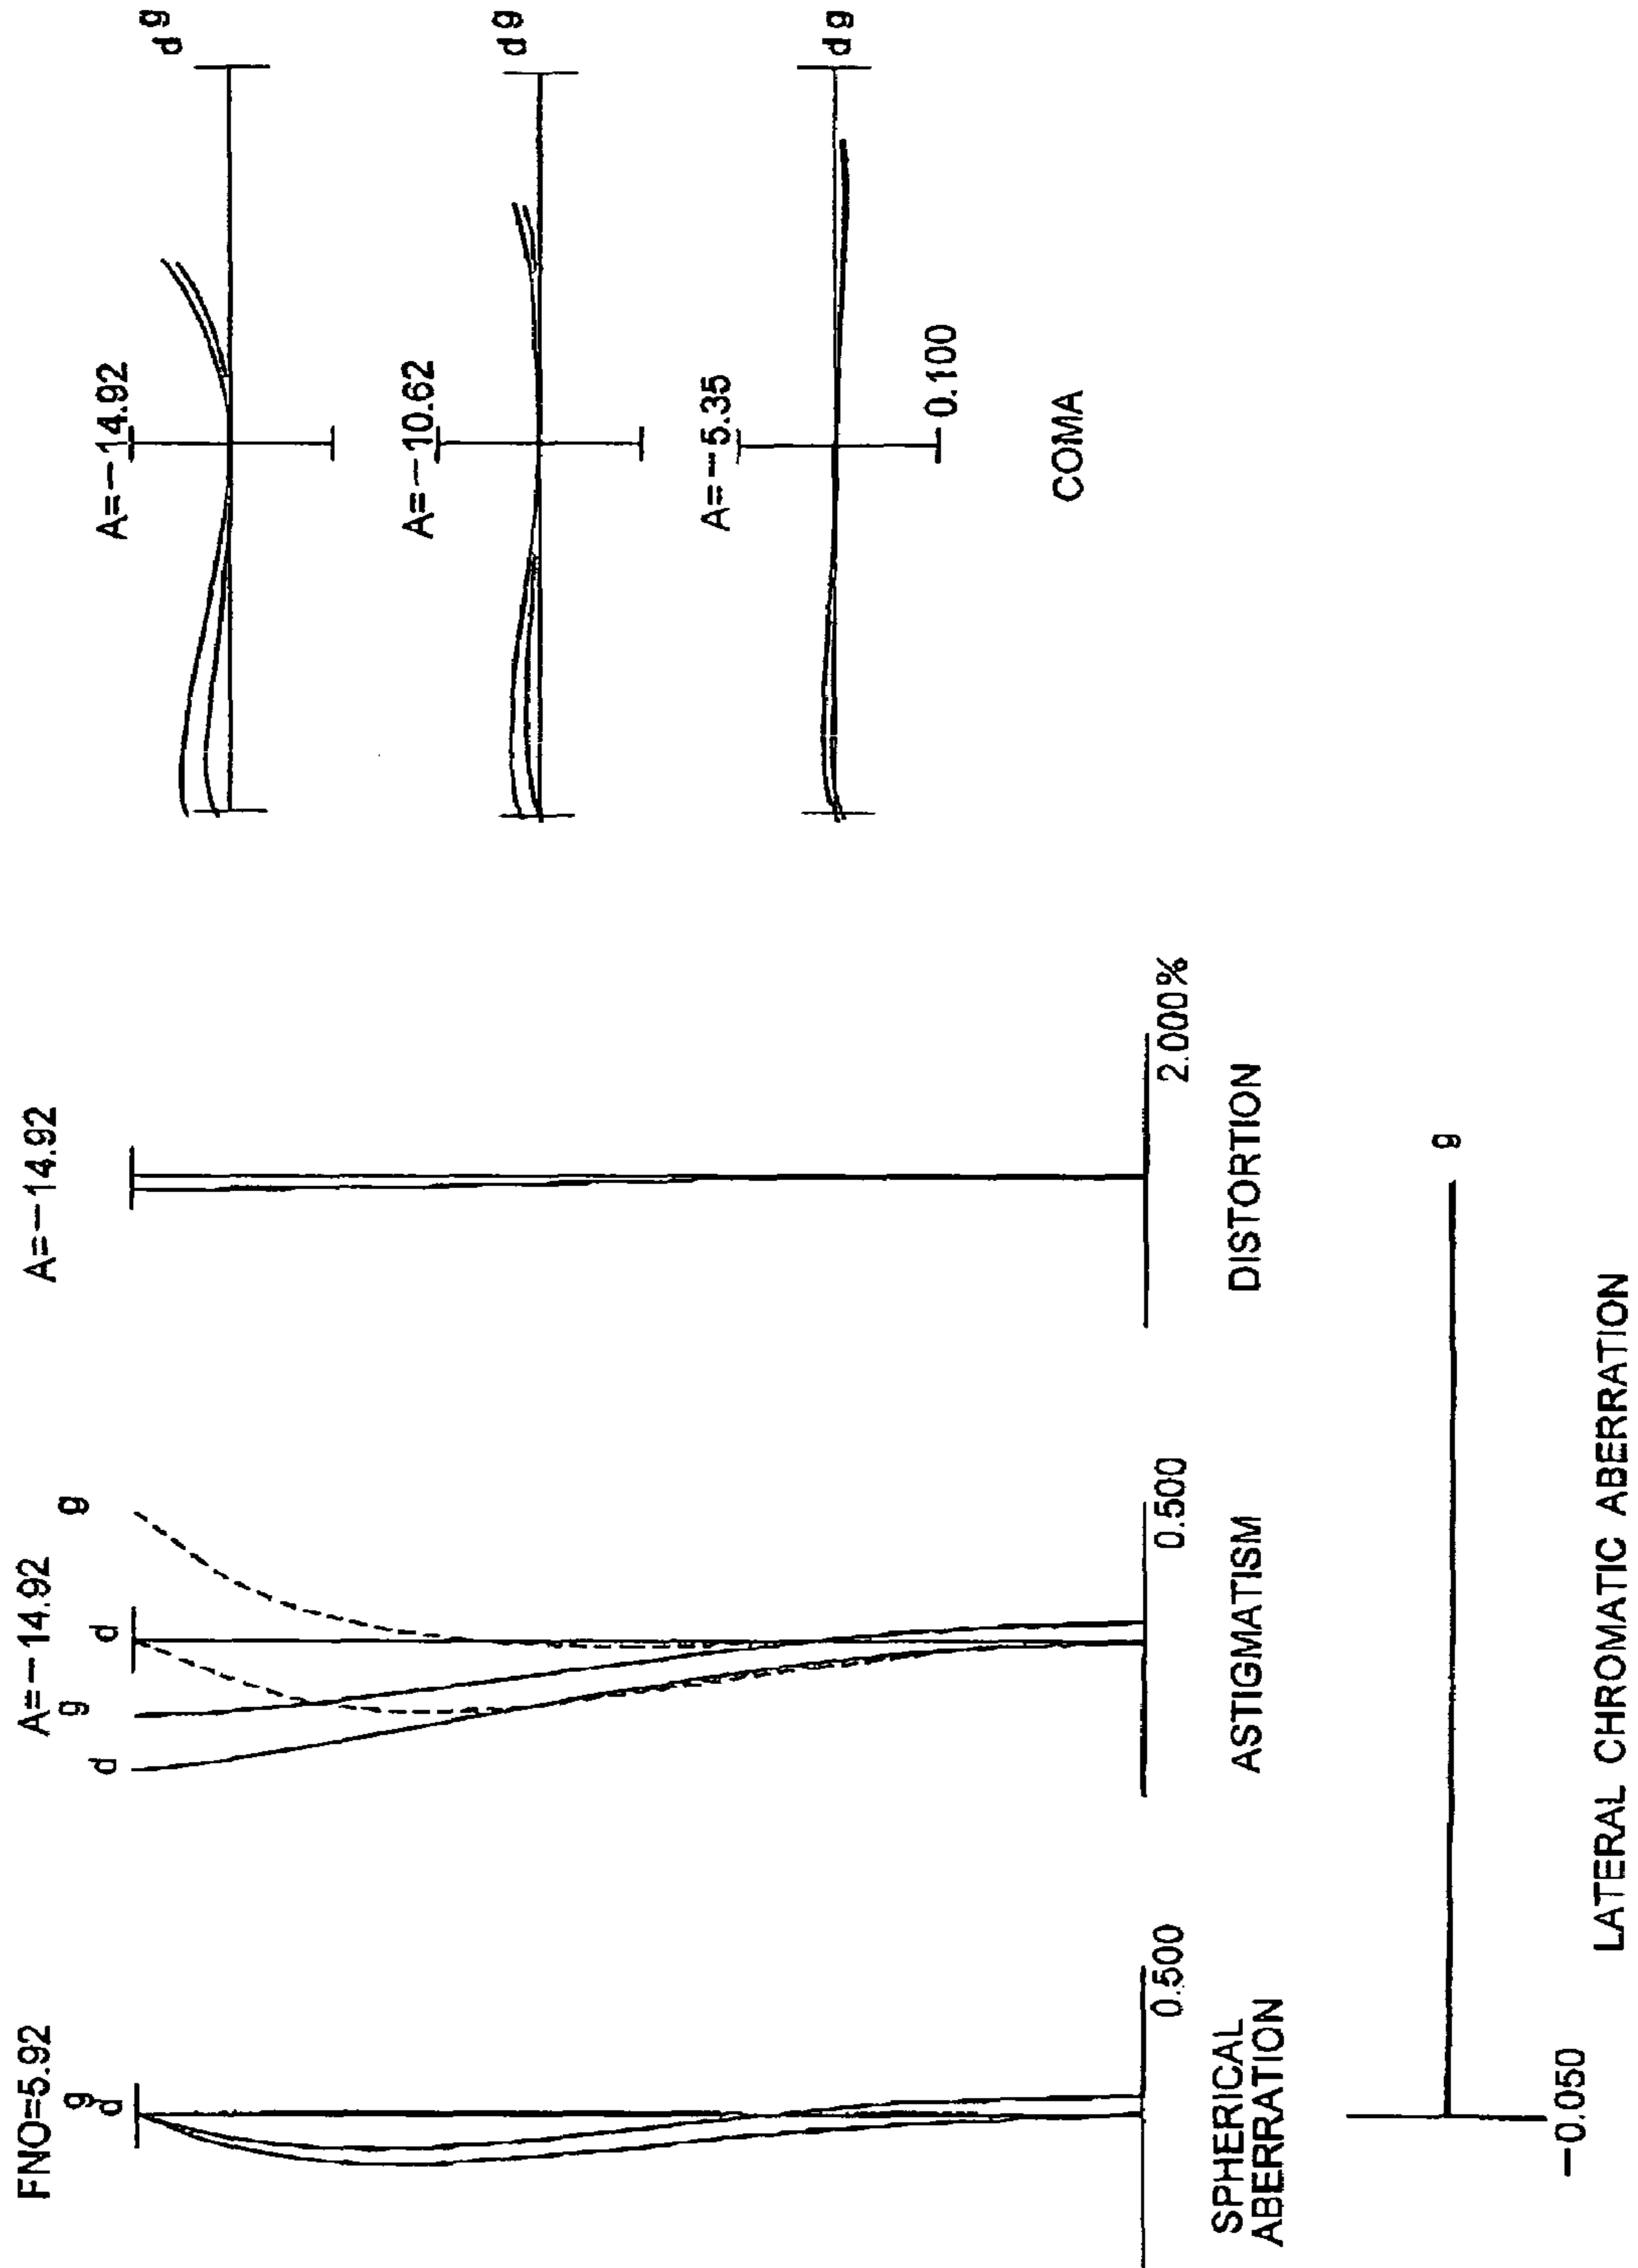 FNO=5.92
g
d
0.500
SPHERICAL
ABERRATION
A=−14.92
d
g
d
g
0.500
ASTIGMATISM
A=−14.92
2.000%
DISTORTION
A=−14.92
d g
A=−10.62
d g
A=−5.35
d g
0.100
COMA
−0.050
g
LATERAL CHROMATIC ABERRATION